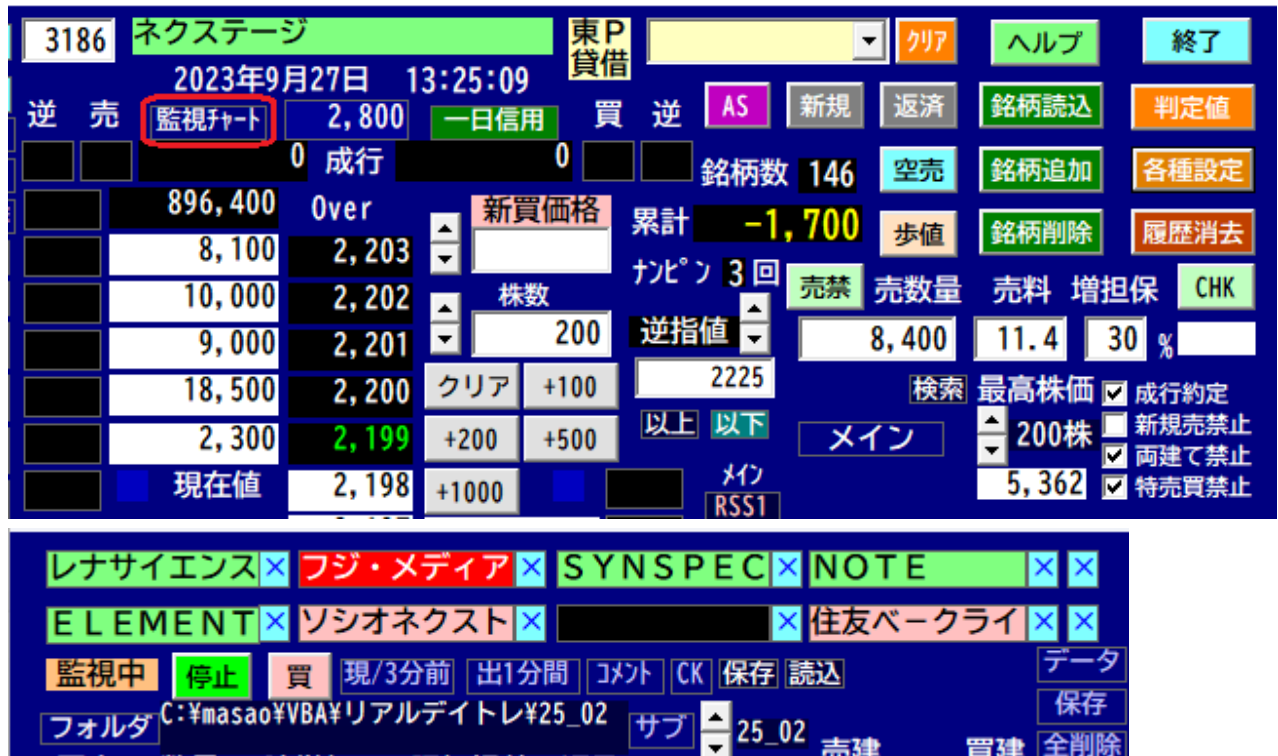 3186 ネクステージ 東P 貸借 クリア ヘルプ 終了
2023年9月27日 13:25:09
逆 売 監視チャート 2,800 一日信用 買 逆 AS 新規 返済 銘柄読込 判定値
0 成行 0 銘柄数 146 空売 銘柄追加 各種設定
896,400 Over 新買価格 累計 -1,700 歩値 銘柄削除 履歴消去
8,100 2,203
ナンピン 3回 売禁 売数量 売料 増担保 CHK
10,000 2,202 株数
9,000 2,201 200 逆指値 8,400 11.4 30 %
18,500 2,200 クリア +100 2225 検索 最高株価 成行約定
2,300 2,199 +200 +500 以上 以下 メイン 200株 新規売禁止
両建て禁止
現在値 2,198 +1000 メイン 5,362 特売買禁止
RSS1
レナサイエンス× フジ・メディア× SYNSPEC× NOTE × ×
ELEMENT× ソシオネクスト× × 住友ベークライ× ×
監視中 停止 買 現/3分前 出1分間 コメント CK 保存 読込 データ
フォルダ C:¥masao¥VBA¥リアルデイトレ¥25_02 サブ 25_02 保存
売建 買建 全削除